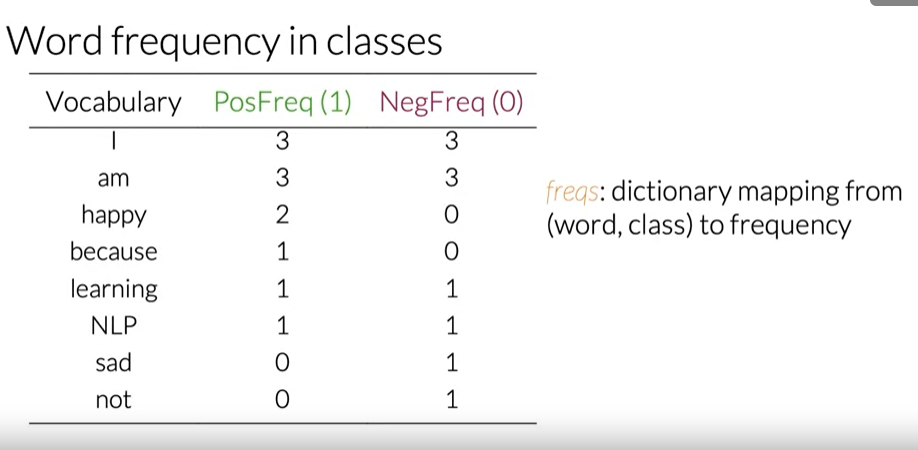 Word frequency in classes
Vocabulary PosFreq (1) NegFreq (0)
I 3 3
am 3 3
happy 2 0
because 1 0
learning 1 1
NLP 1 1
sad 0 1
not 0 1
freqs: dictionary mapping from
(word, class) to frequency